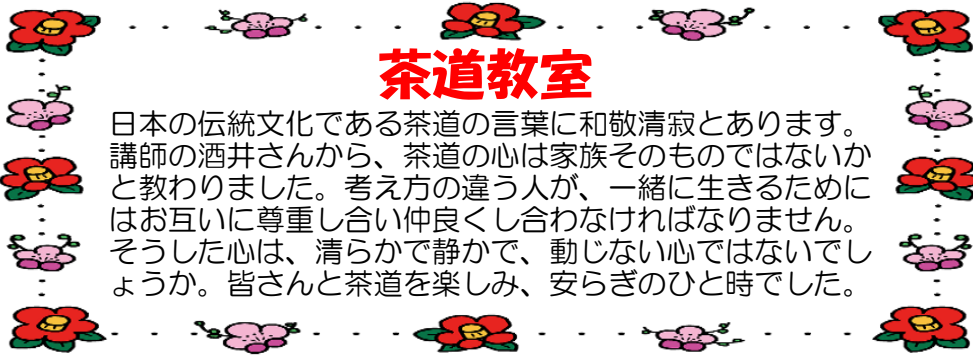 茶道教室
日本の伝統文化である茶道の言葉に和敬清寂とあります。
講師の酒井さんから、茶道の心は家族そのものではないか
と教わりました。考え方の違う人が、一緒に生きるために
はお互いに尊重し合い仲良くし合わなければなりません。
そうした心は、清らかで静かで、動じない心ではないでし
ょうか。皆さんと茶道を楽しみ、安らぎのひと時でした。